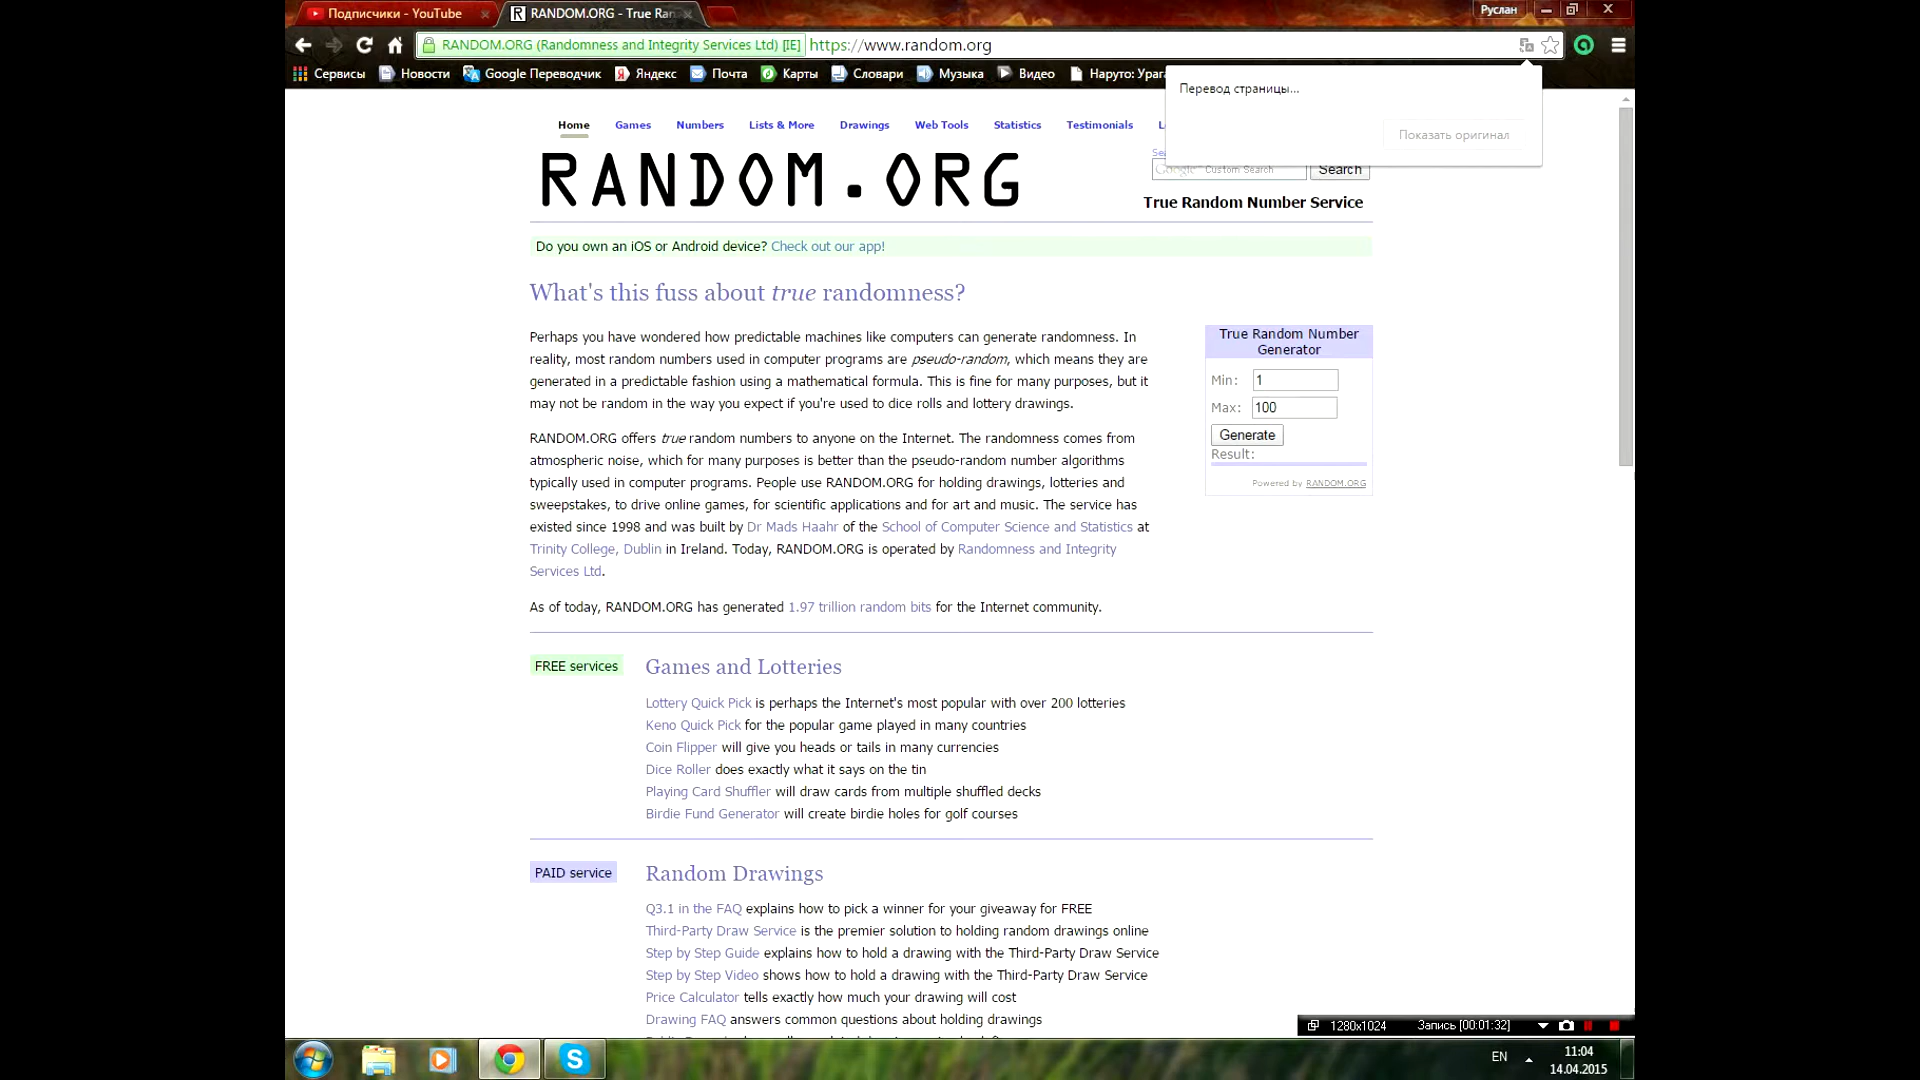 Подписчики - YouTube
RANDOM.ORG - True Ran
Руслан
RANDOM.ORG (Randomness and Integrity Services Ltd) [IE] https://www.random.org
Сервисы Новости Google Переводчик Яндекс Почта Карты Словари Музыка Видео Наруто: Урага
Перевод страницы...
Показать оригинал
Home Games Numbers Lists & More Drawings Web Tools Statistics Testimonials
RANDOM.ORG
Google Custom Search Search
True Random Number Service
Do you own an iOS or Android device? Check out our app!
What's this fuss about true randomness?
Perhaps you have wondered how predictable machines like computers can generate randomness. In
reality, most random numbers used in computer programs are pseudo-random, which means they are
generated in a predictable fashion using a mathematical formula. This is fine for many purposes, but it
may not be random in the way you expect if you're used to dice rolls and lottery drawings.
RANDOM.ORG offers true random numbers to anyone on the Internet. The randomness comes from
atmospheric noise, which for many purposes is better than the pseudo-random number algorithms
typically used in computer programs. People use RANDOM.ORG for holding drawings, lotteries and
sweepstakes, to drive online games, for scientific applications and for art and music. The service has
existed since 1998 and was built by Dr Mads Haahr of the School of Computer Science and Statistics at
Trinity College, Dublin in Ireland. Today, RANDOM.ORG is operated by Randomness and Integrity
Services Ltd.
As of today, RANDOM.ORG has generated 1.97 trillion random bits for the Internet community.
True Random Number
Generator
Min: 1
Max: 100
Generate
Result:
Powered by RANDOM.ORG
FREE services
Games and Lotteries
Lottery Quick Pick is perhaps the Internet's most popular with over 200 lotteries
Keno Quick Pick for the popular game played in many countries
Coin Flipper will give you heads or tails in many currencies
Dice Roller does exactly what it says on the tin
Playing Card Shuffler will draw cards from multiple shuffled decks
Birdie Fund Generator will create birdie holes for golf courses
PAID service
Random Drawings
Q3.1 in the FAQ explains how to pick a winner for your giveaway for FREE
Third-Party Draw Service is the premier solution to holding random drawings online
Step by Step Guide explains how to hold a drawing with the Third-Party Draw Service
Step by Step Video shows how to hold a drawing with the Third-Party Draw Service
Price Calculator tells exactly how much your drawing will cost
Drawing FAQ answers common questions about holding drawings
1280x1024 Запись [00:01:32]
EN
11:04
14.04.2015